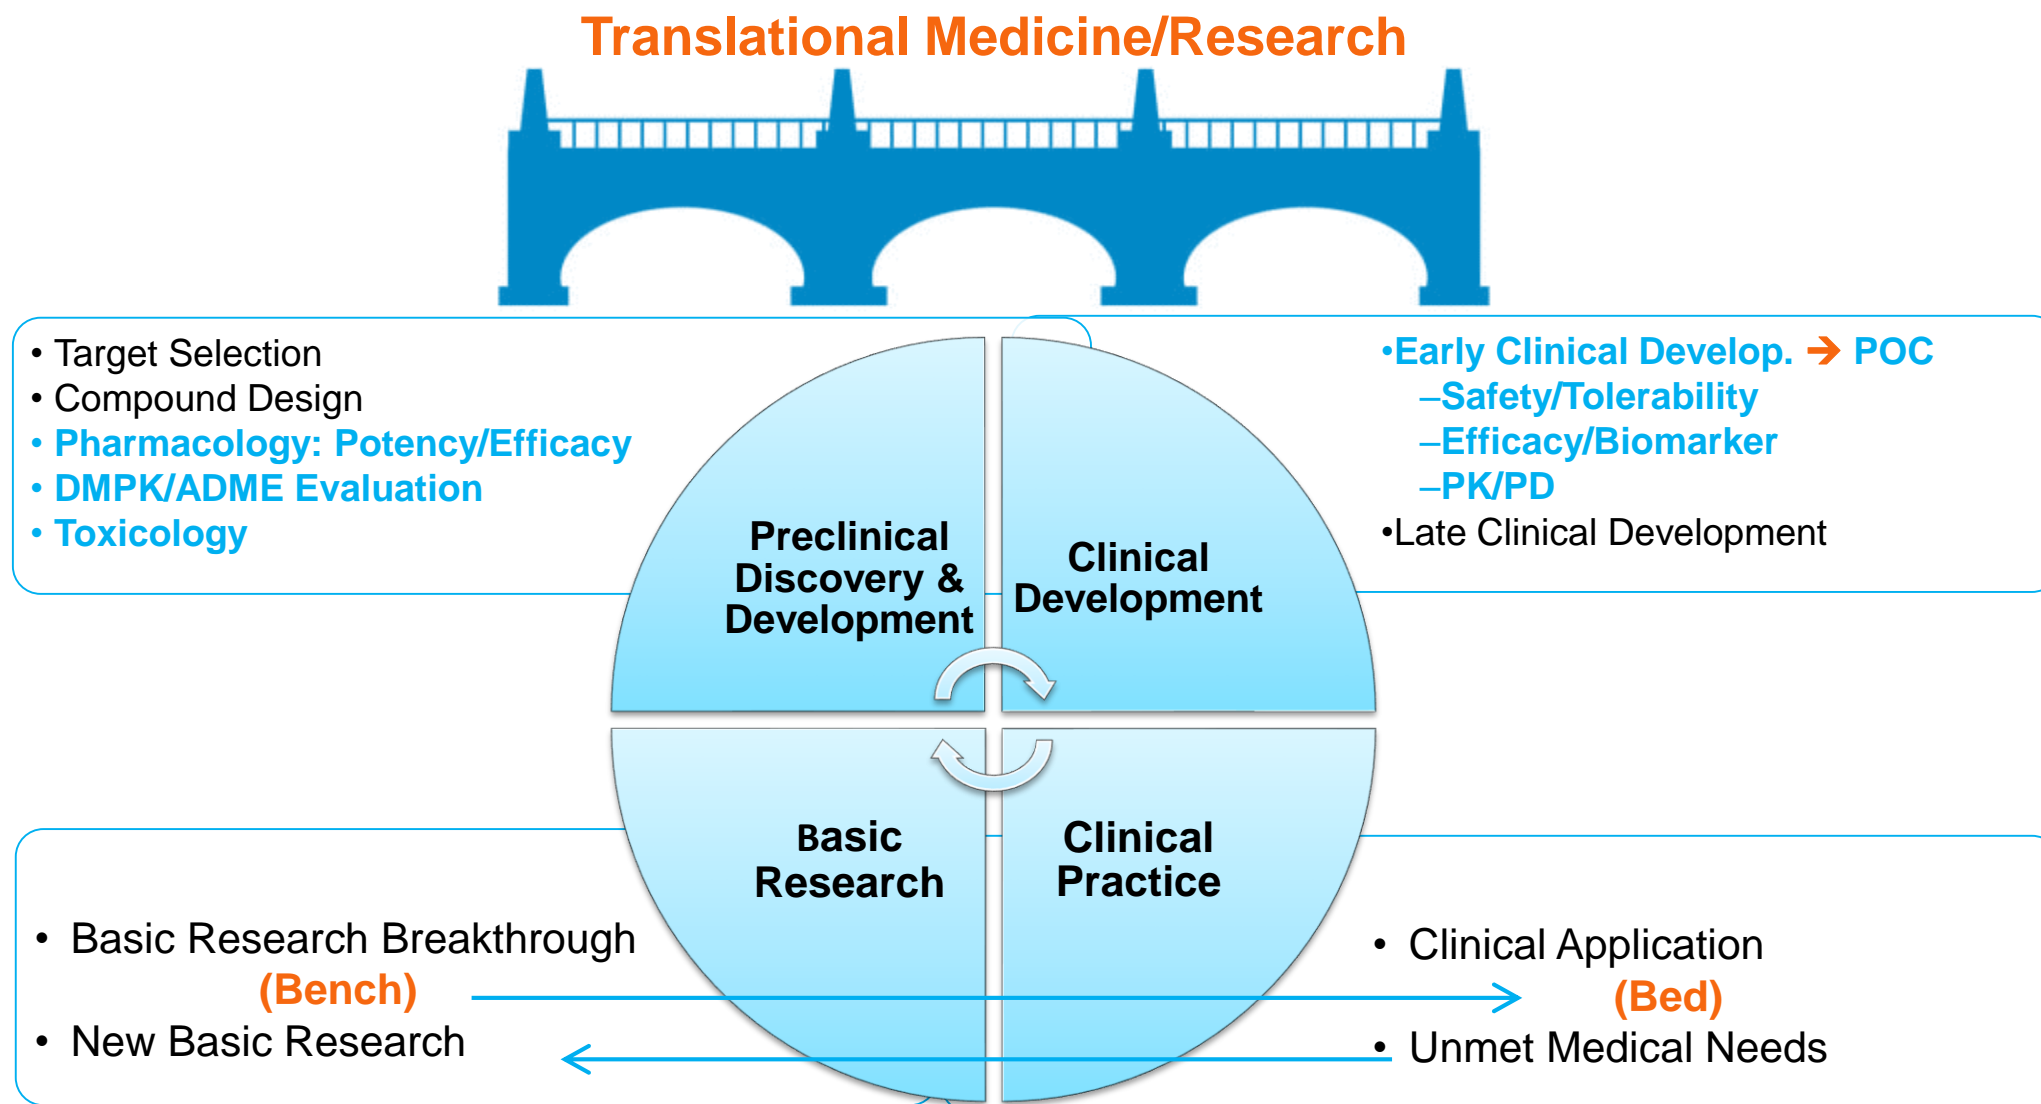 Translational Medicine/Research
• Target Selection
• Compound Design
• Pharmacology: Potency/Efficacy
• DMPK/ADME Evaluation
• Toxicology
•Early Clinical Develop. ➔ POC
–Safety/Tolerability
–Efficacy/Biomarker
–PK/PD
•Late Clinical Development
Preclinical
Discovery &
Development
Clinical
Development
Basic
Research
Clinical
Practice
• Basic Research Breakthrough
(Bench)
• New Basic Research
• Clinical Application
(Bed)
• Unmet Medical Needs